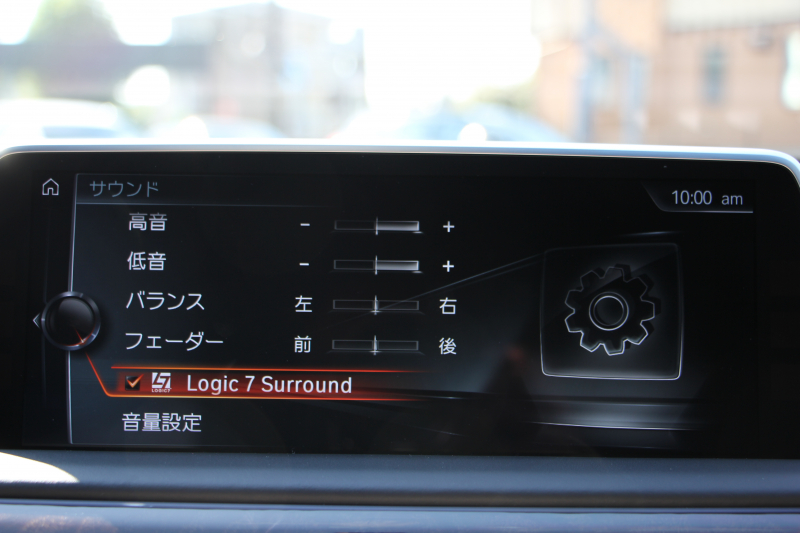 サウンド
10:00 am
高音 - +
低音 - +
バランス 左 右
フェーダー 前 後
LOGIC7 Logic 7 Surround
音量設定